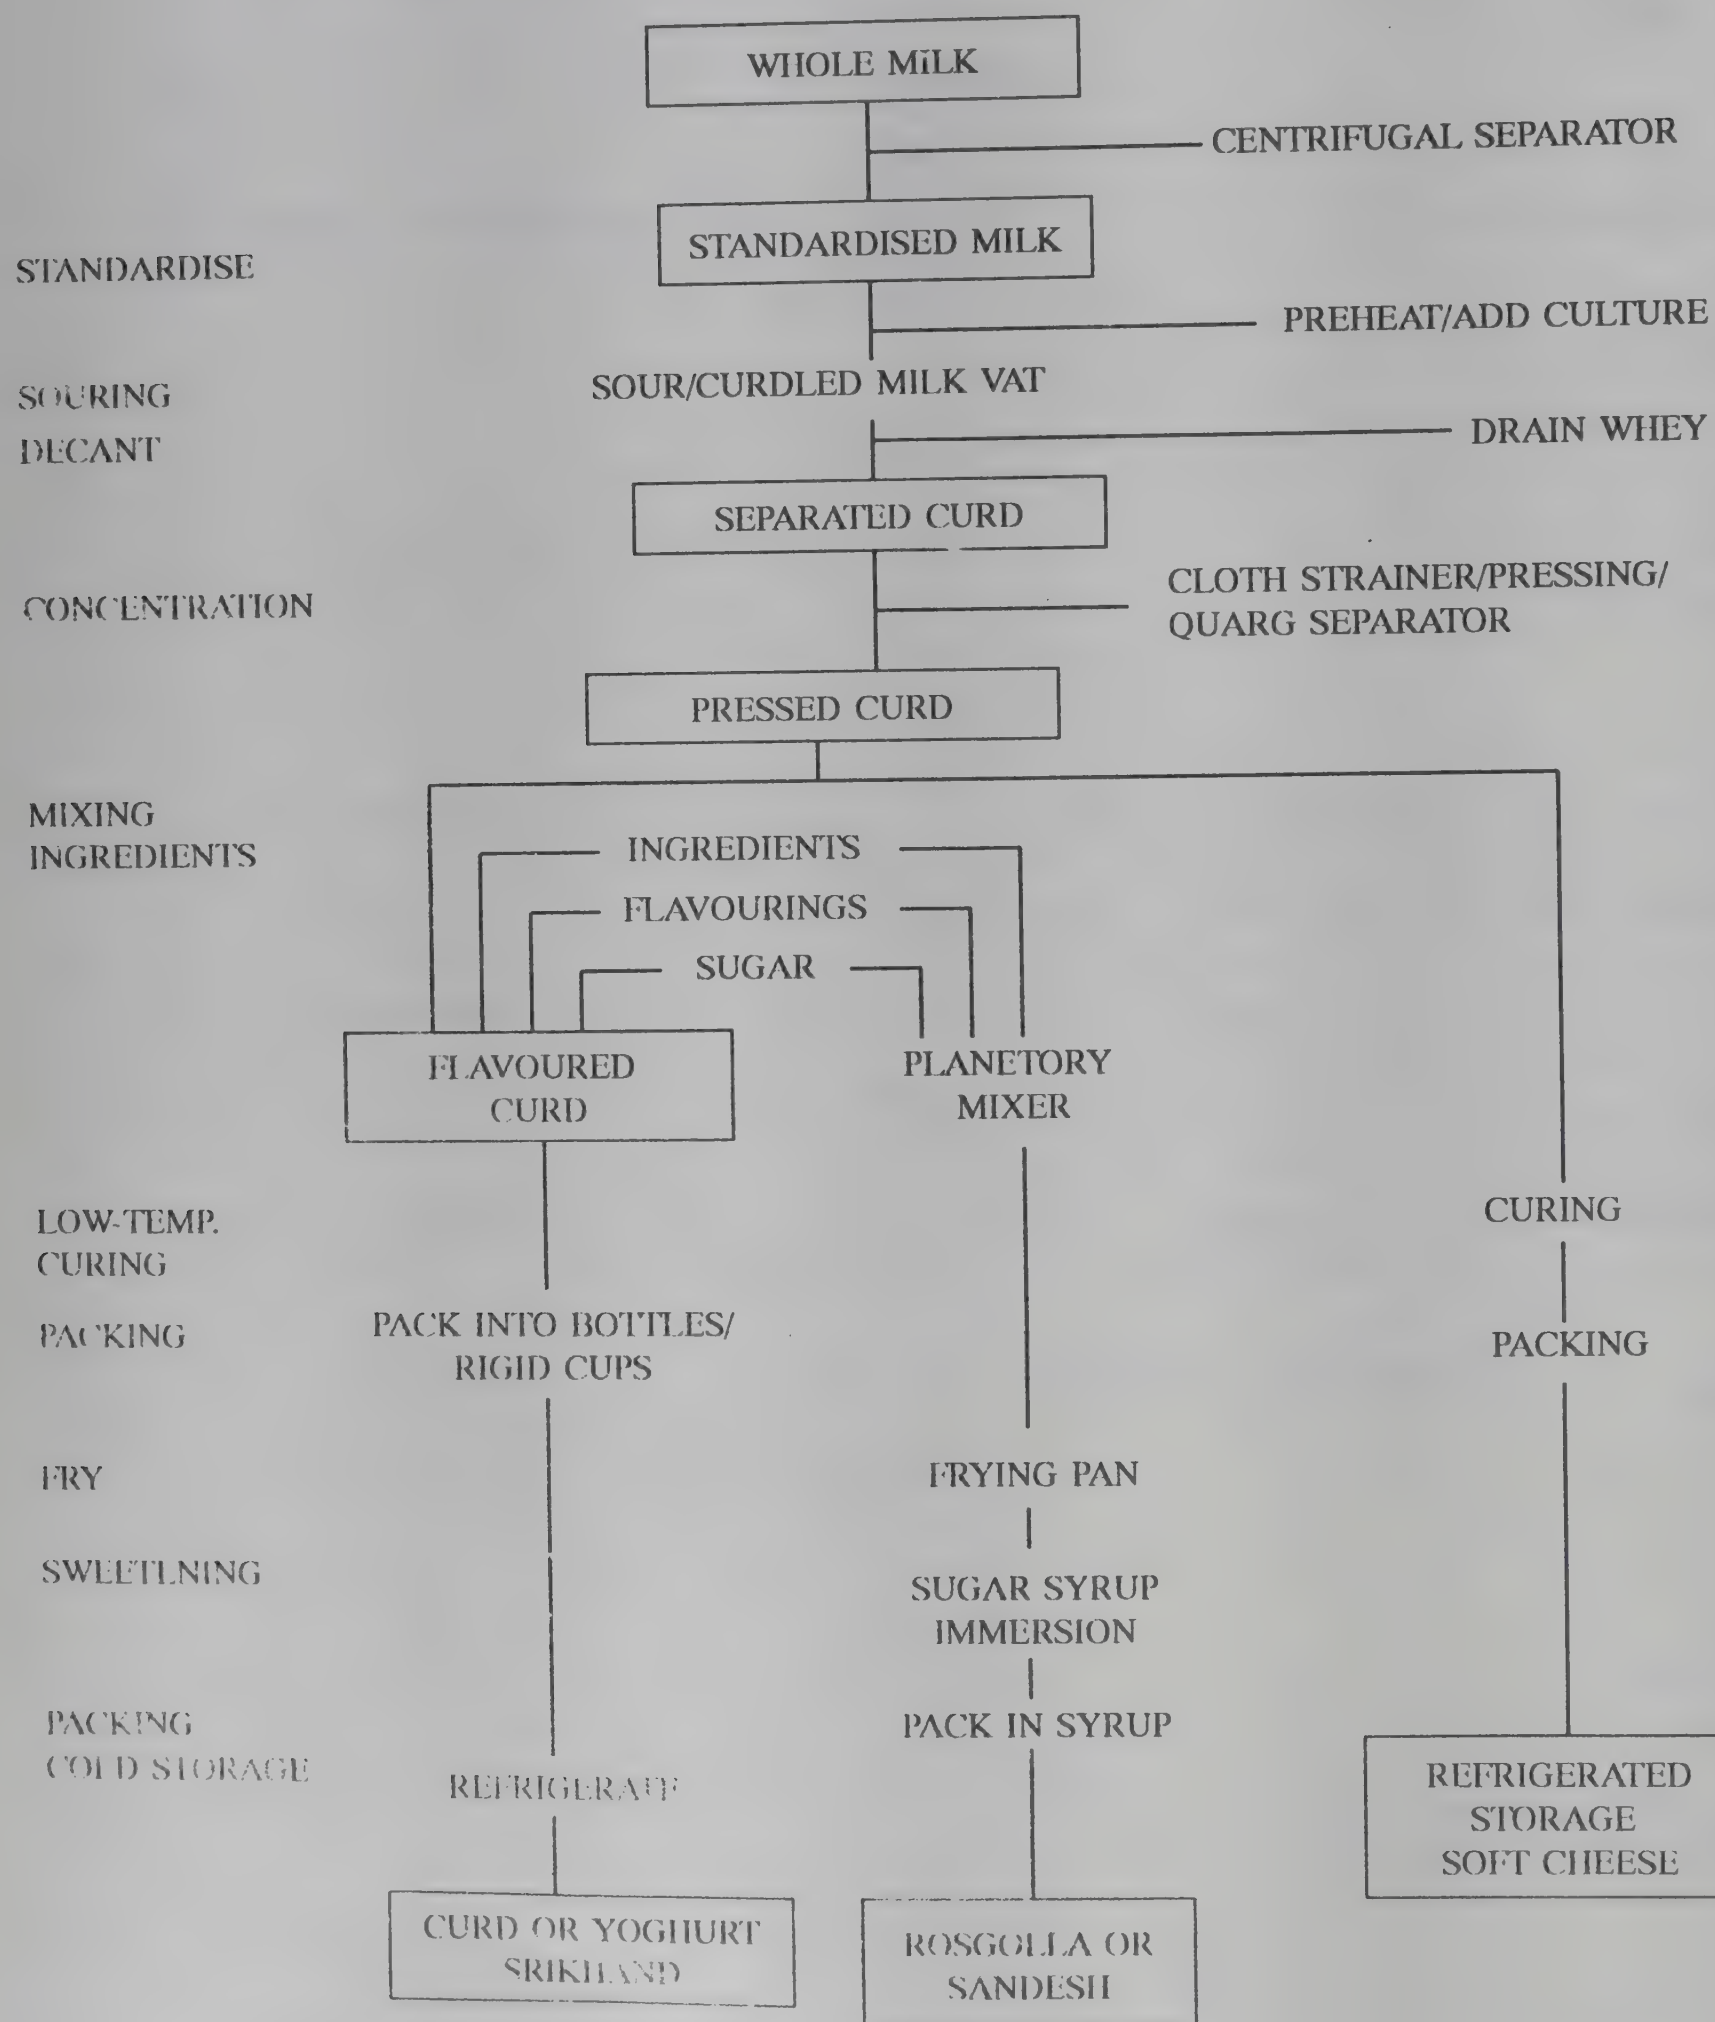 WHOLE MILK
CENTRIFUGAL SEPARATOR
STANDARDISED MILK
STANDARDISE
PREHEAT/ADD CULTURE
SOURING
SOUR/CURDLED MILK VAT
DECANT
DRAIN WHEY
SEPARATED CURD
CONCENTRATION
CLOTH STRAINER/PRESSING/
QUARG SEPARATOR
PRESSED CURD
MIXING
INGREDIENTS
INGREDIENTS
FLAVOURINGS
SUGAR
FLAVOURED
CURD
PLANETORY
MIXER
LOW-TEMP.
CURING
CURING
PACKING
PACK INTO BOTTLES/
RIGID CUPS
PACKING
FRY
FRYING PAN
SWEETENING
SUGAR SYRUP
IMMERSION
PACKING
COLD STORAGE
REFRIGERATE
PACK IN SYRUP
REFRIGERATED
STORAGE
SOFT CHEESE
CURD OR YOGHURT
SRIKHAND
ROSGOLLA OR
SANDESH